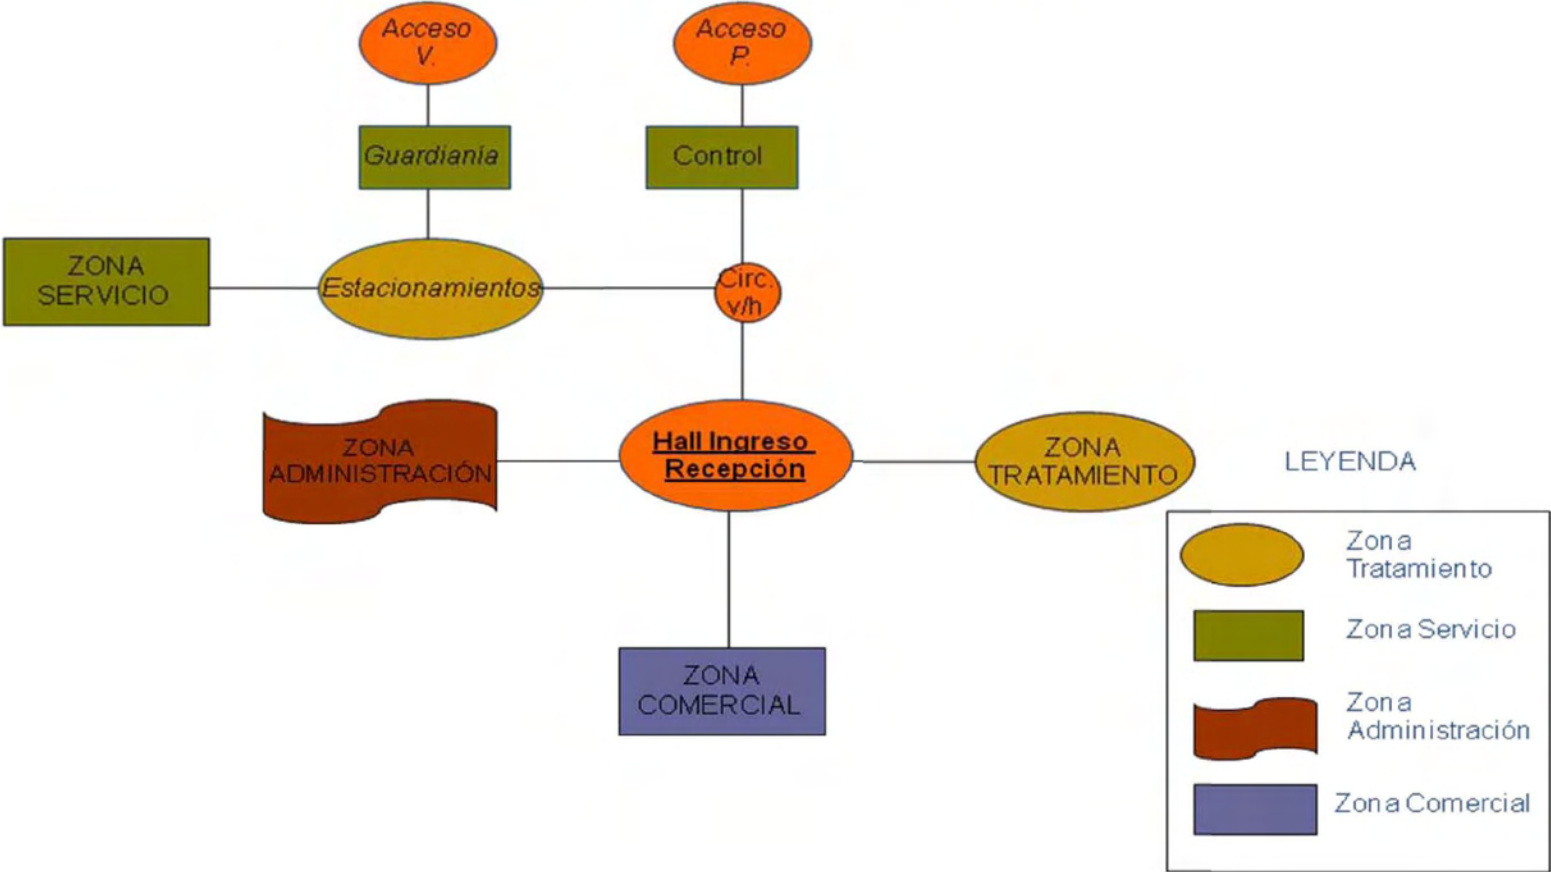 Acceso
V.
Acceso
P.
Guardianía
Control
ZONA
SERVICIO
Estacionamientos
Circ.
v/h
ZONA
ADMINISTRACIÓN
Hall Ingreso
Recepción
ZONA
TRATAMIENTO
ZONA
COMERCIAL
LEYENDA
Zona
Tratamiento
Zona Servicio
Zona
Administración
Zona Comercial